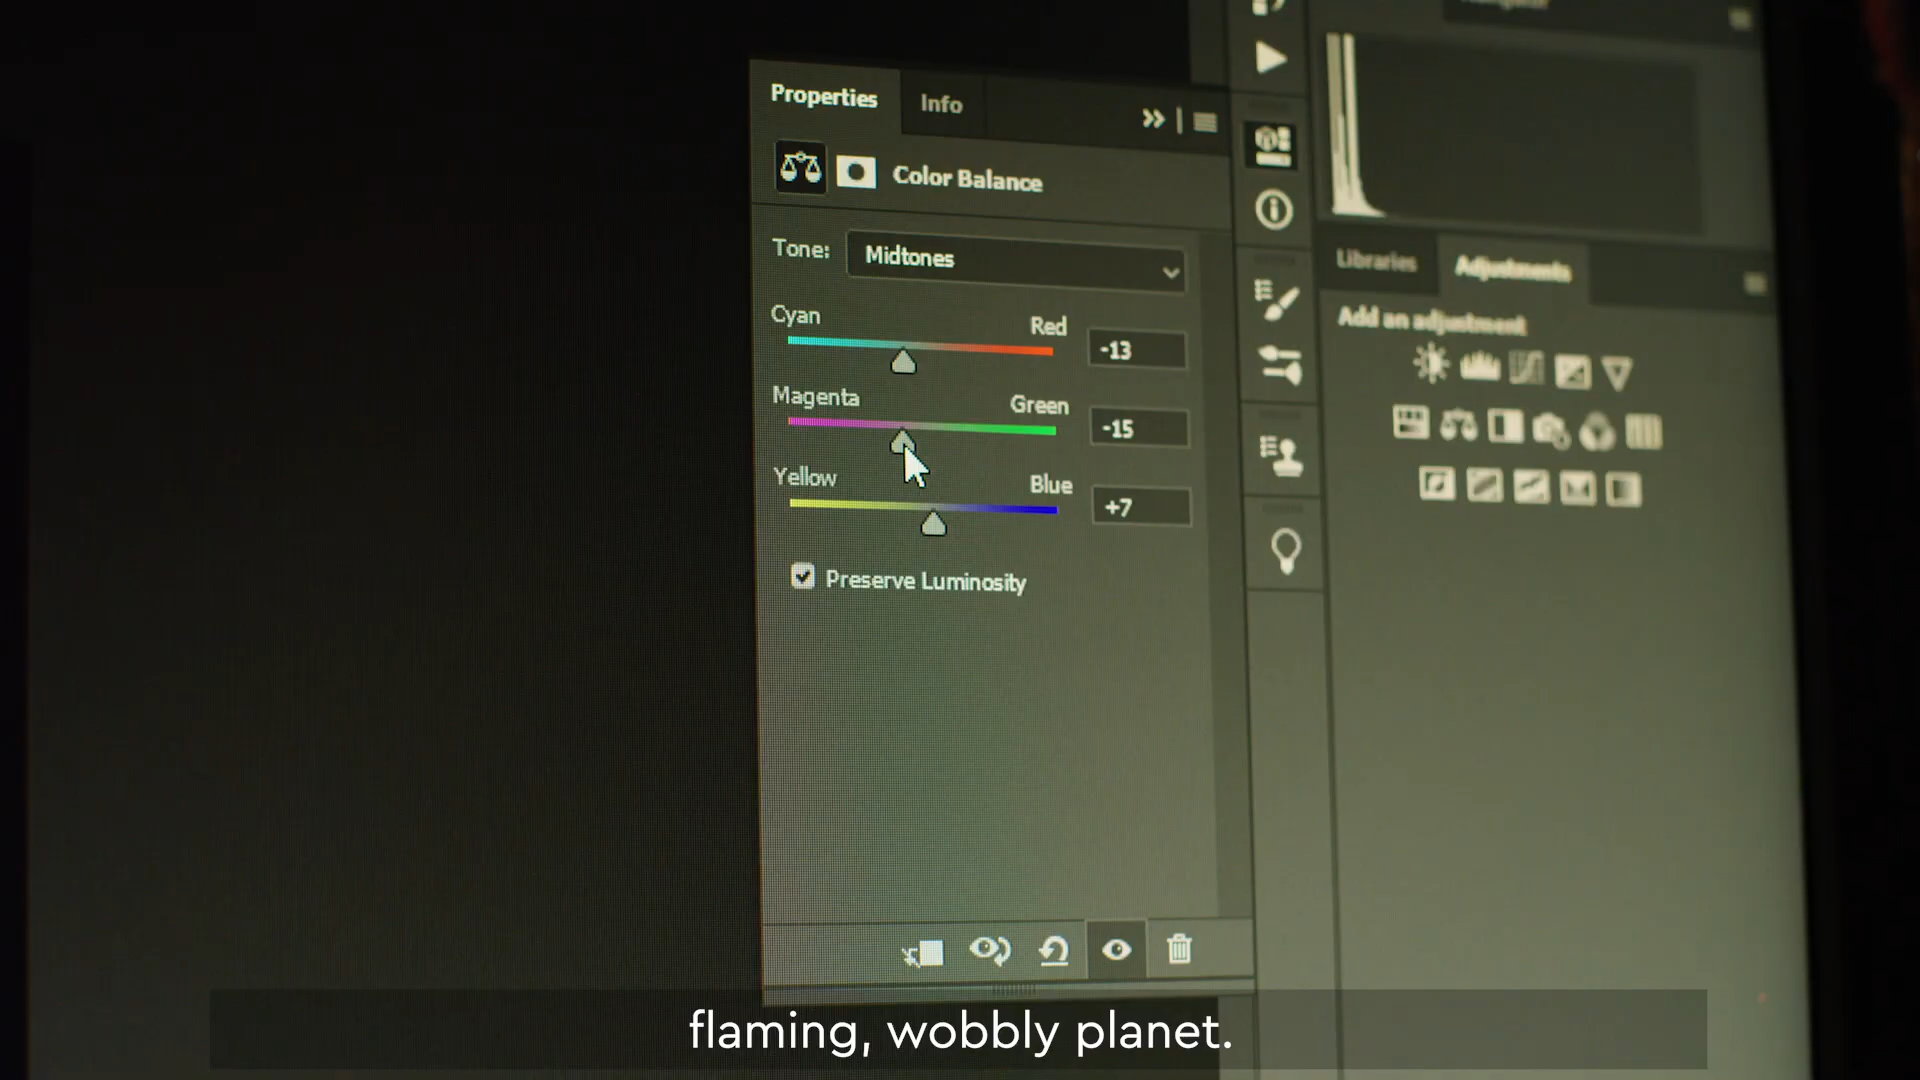 Properties
Info
Color Balance
Tone: Midtones
Cyan
Red
-13
Magenta
Green
-15
Yellow
Blue
+7
Preserve Luminosity
Libraries
Adjustments
Add an adjustment
flaming, wobbly planet.